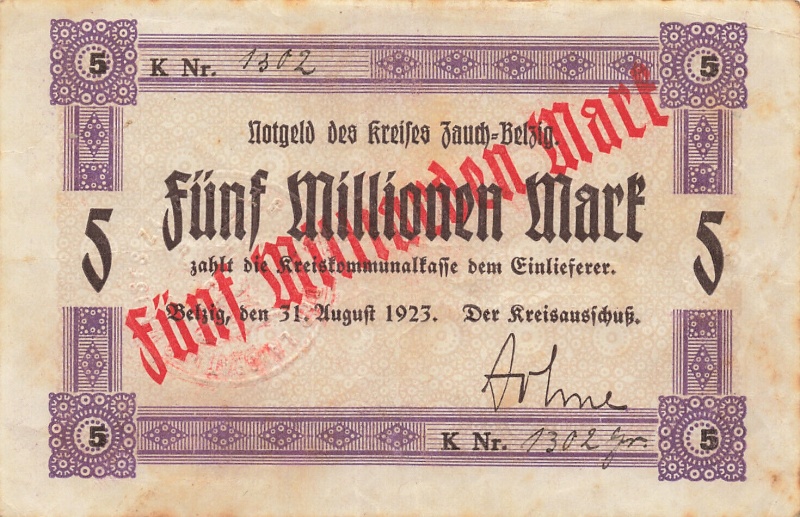 5 5
K Nr. 1302
Notgeld des Kreises Zauch-Belzig.
Fünf Millionen Mark
Fünf Milliarden Mark
5 5
zahlt die Kreiskommunalkasse dem Einlieferer.
Belzig, den 31. August 1923. Der Kreisausschuß.
K Nr. 1302
5 5